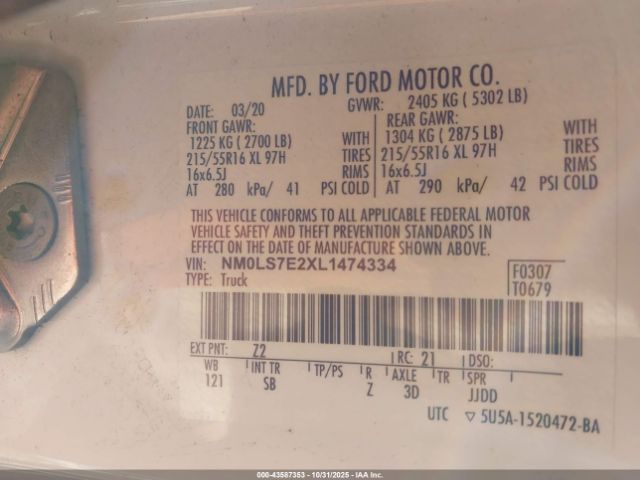 MFD. BY FORD MOTOR CO.
DATE: 03/20 GVWR: 2405 KG ( 5302 LB)
FRONT GAWR: REAR GAWR:
1225 KG ( 2700 LB) WITH 1304 KG ( 2875 LB) WITH
215/55R16 XL 97H TIRES 215/55R16 XL 97H TIRES
16x6.5J RIMS 16x6.5J RIMS
AT 280 kPa/ 41 PSI COLD AT 290 kPa/ 42 PSI COLD
THIS VEHICLE CONFORMS TO ALL APPLICABLE FEDERAL MOTOR
VEHICLE SAFETY AND THEFT PREVENTION STANDARDS IN
EFFECT ON THE DATE OF MANUFACTURE SHOWN ABOVE.
VIN: NM0LS7E2XL1474334 F0307
TYPE: Truck T0679
EXT PNT: Z2 RC: 21 DSO:
WB INT TR TP/PS R AXLE TR SPR
121 SB Z 3D JJDD
UTC ▽ 5U5A-1520472-BA
000-43587353 - 10/31/2025 - IAA Inc.